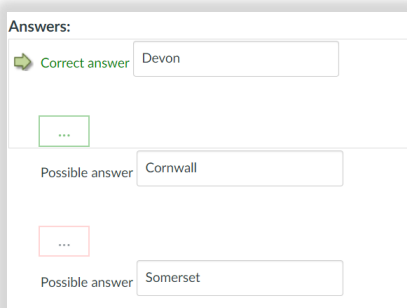 Answers:
Correct answer Devon
...
Possible answer Cornwall
...
Possible answer Somerset